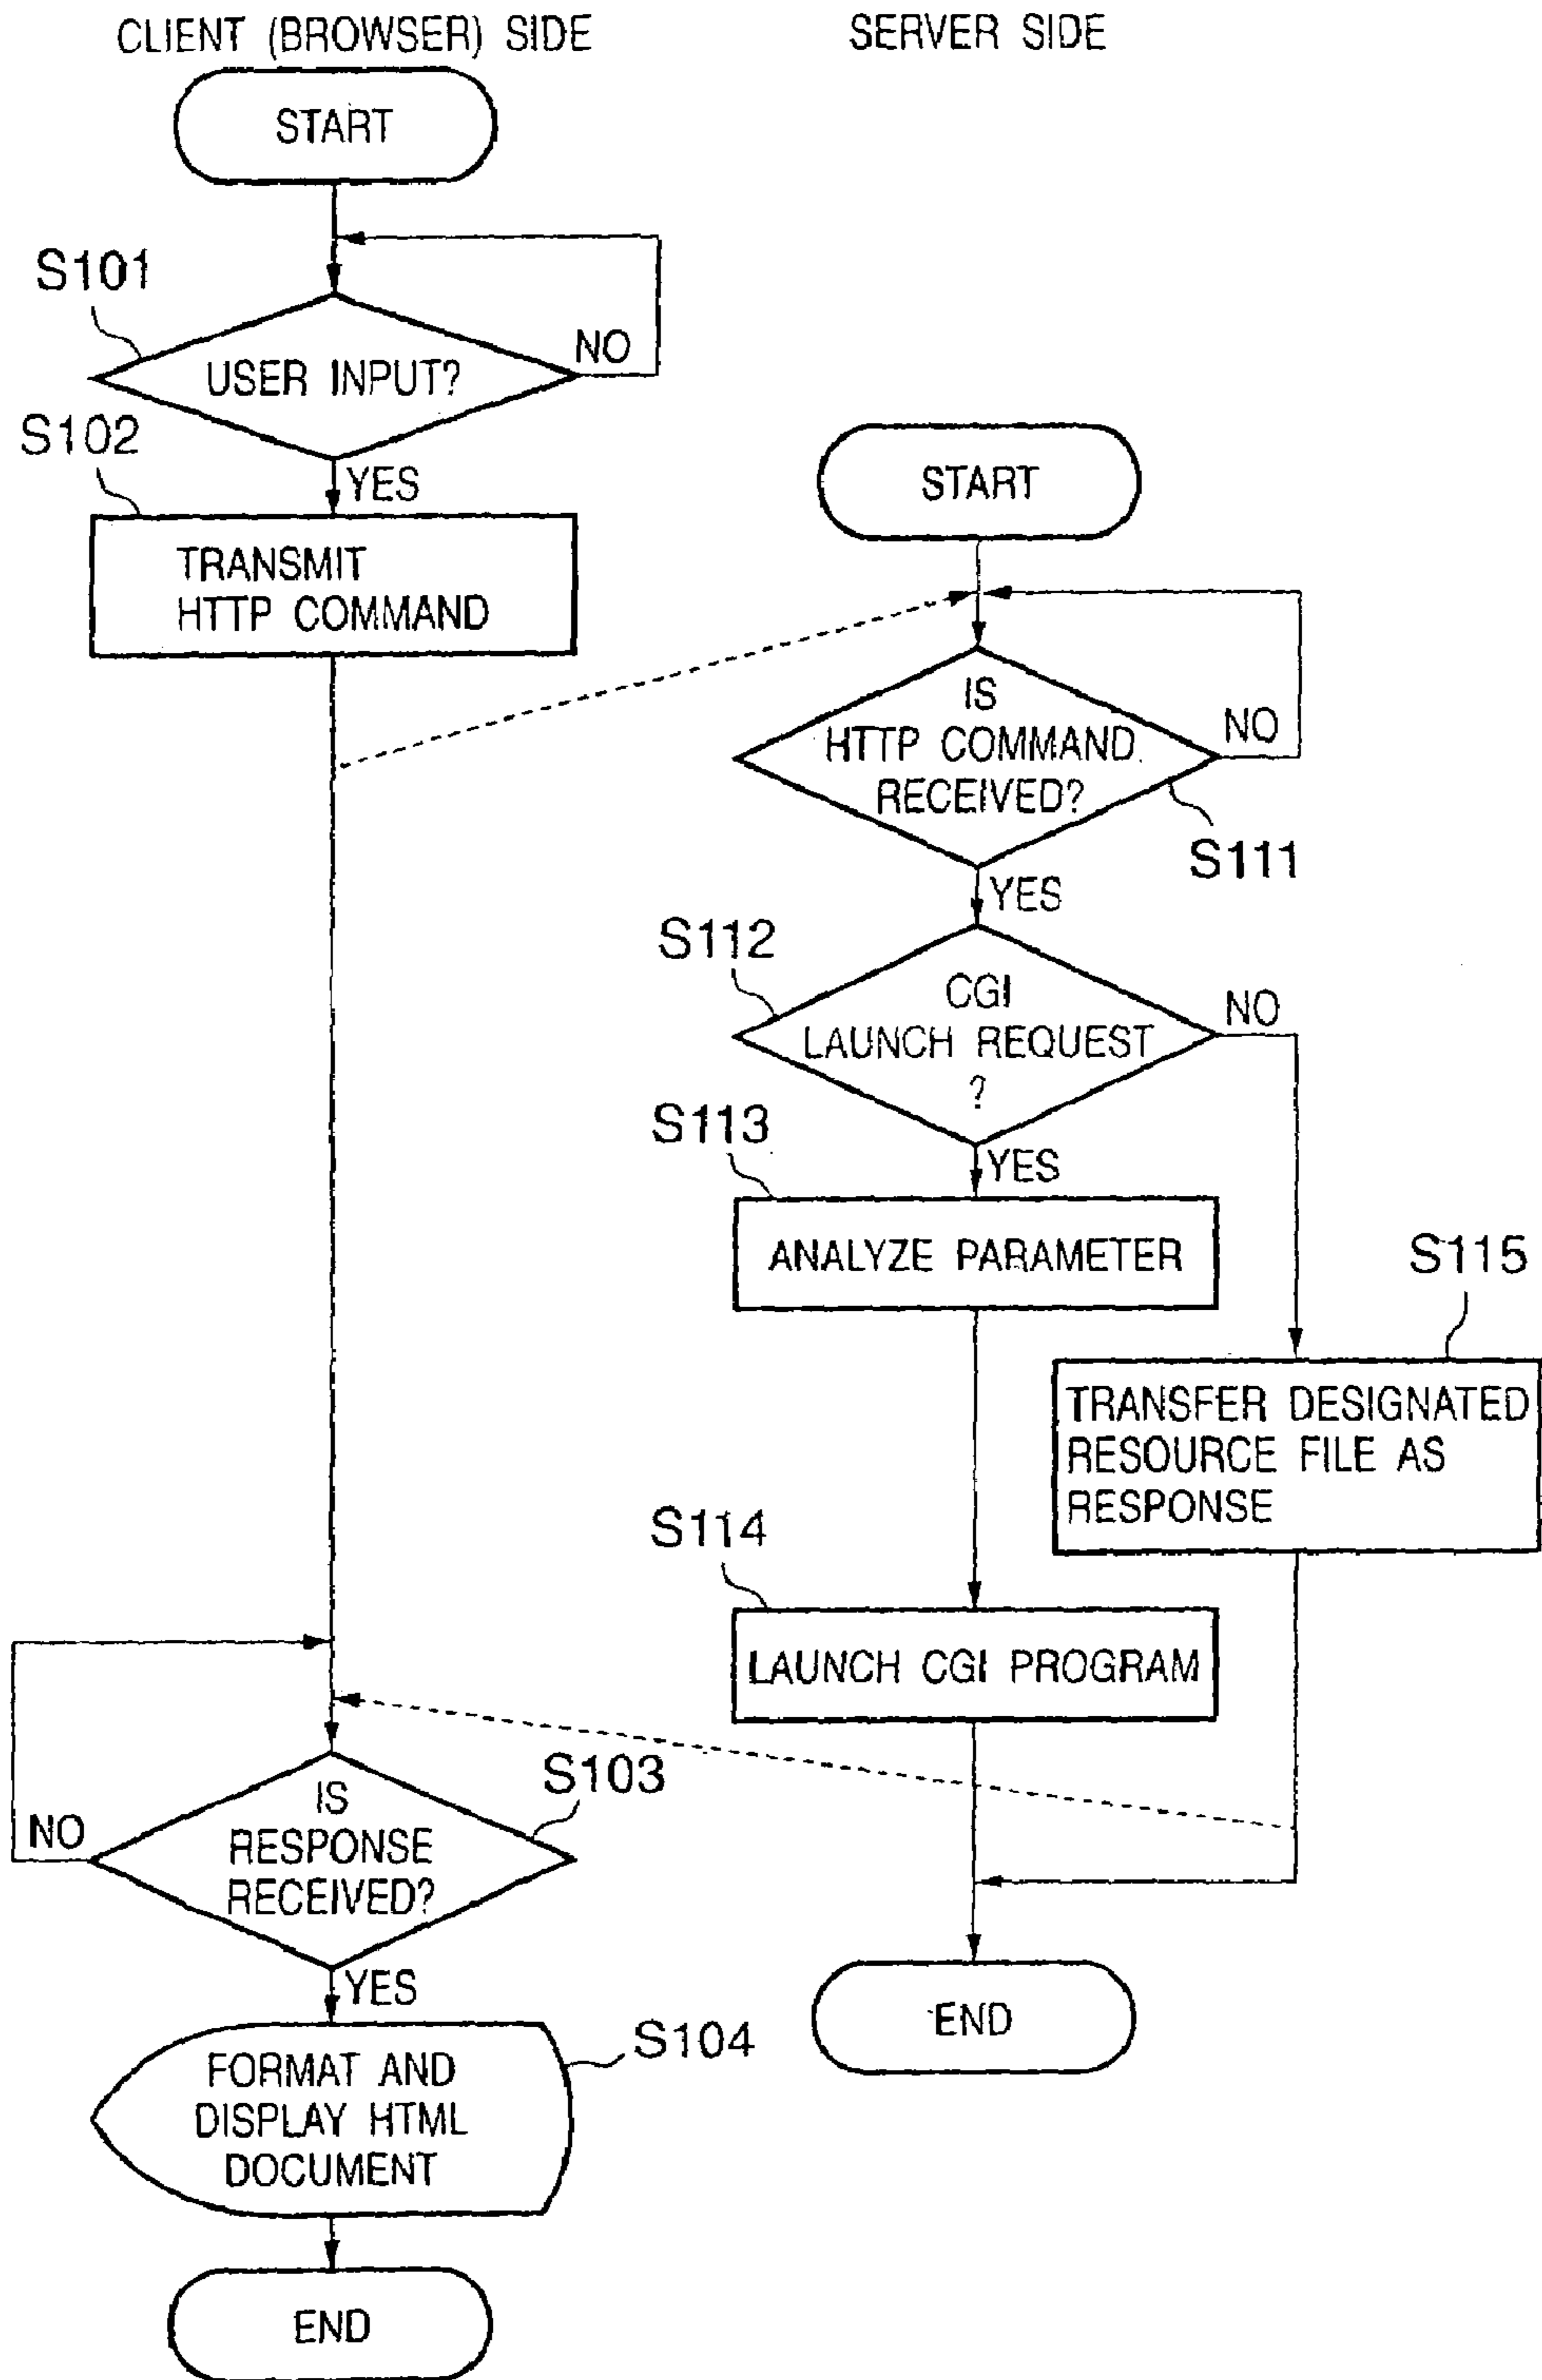 CLIENT (BROWSER) SIDE
START
S101
USER INPUT?
NO
S102
YES
TRANSMIT
HTTP COMMAND
IS
RESPONSE
RECEIVED?
S103
NO
YES
FORMAT AND
DISPLAY HTML
DOCUMENT
S104
END
SERVER SIDE
START
IS
HTTP COMMAND
RECEIVED?
NO
S111
YES
S112
CGI
LAUNCH REQUEST
?
NO
S113
YES
ANALYZE PARAMETER
S115
TRANSFER DESIGNATED
RESOURCE FILE AS
RESPONSE
S114
LAUNCH CGI PROGRAM
END